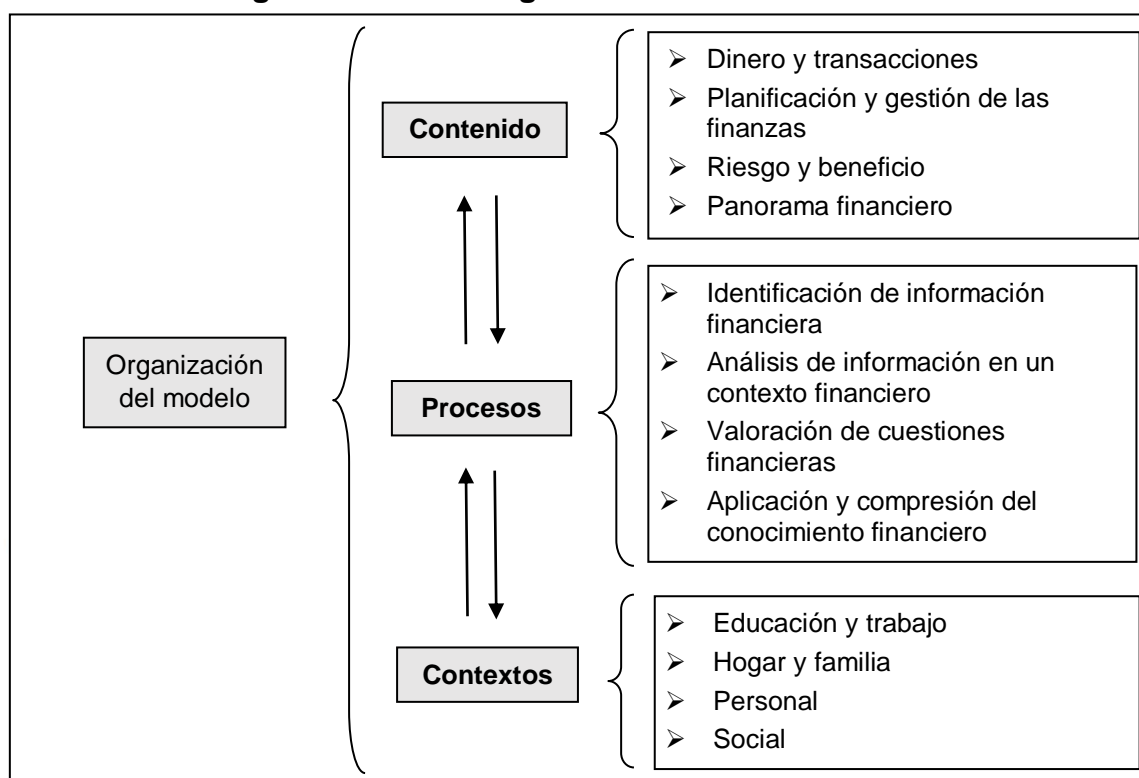 Contenido
Dinero y transacciones
Planificación y gestión de las
finanzas
Riesgo y beneficio
Panorama financiero
Organización
del modelo
Procesos
Identificación de información
financiera
Análisis de información en un
contexto financiero
Valoración de cuestiones
financieras
Aplicación y compresión del
conocimiento financiero
Contextos
Educación y trabajo
Hogar y familia
Personal
Social